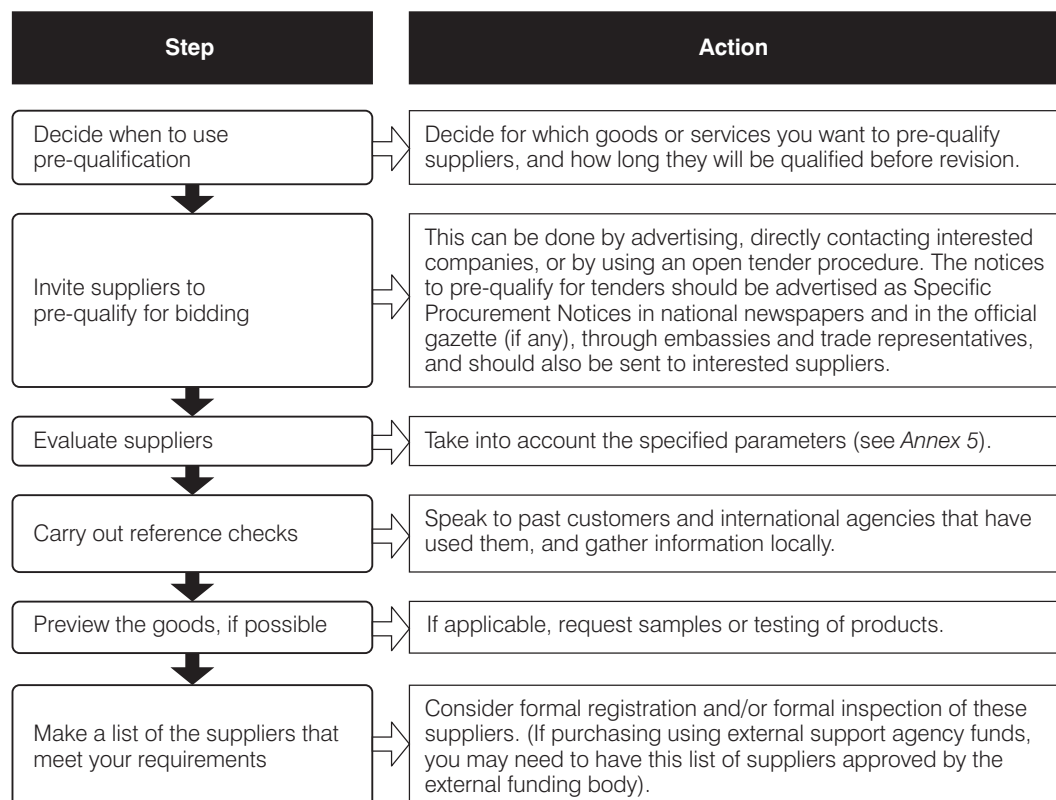 Step
Action
Decide when to use
pre-qualification
Decide for which goods or services you want to pre-qualify
suppliers, and how long they will be qualified before revision.
Invite suppliers to
pre-qualify for bidding
This can be done by advertising, directly contacting interested
companies, or by using an open tender procedure. The notices
to pre-qualify for tenders should be advertised as Specific
Procurement Notices in national newspapers and in the official
gazette (if any), through embassies and trade representatives,
and should also be sent to interested suppliers.
Evaluate suppliers
Take into account the specified parameters (see Annex 5).
Carry out reference checks
Speak to past customers and international agencies that have
used them, and gather information locally.
Preview the goods, if possible
If applicable, request samples or testing of products.
Make a list of the suppliers that
meet your requirements
Consider formal registration and/or formal inspection of these
suppliers. (If purchasing using external support agency funds,
you may need to have this list of suppliers approved by the
external funding body).